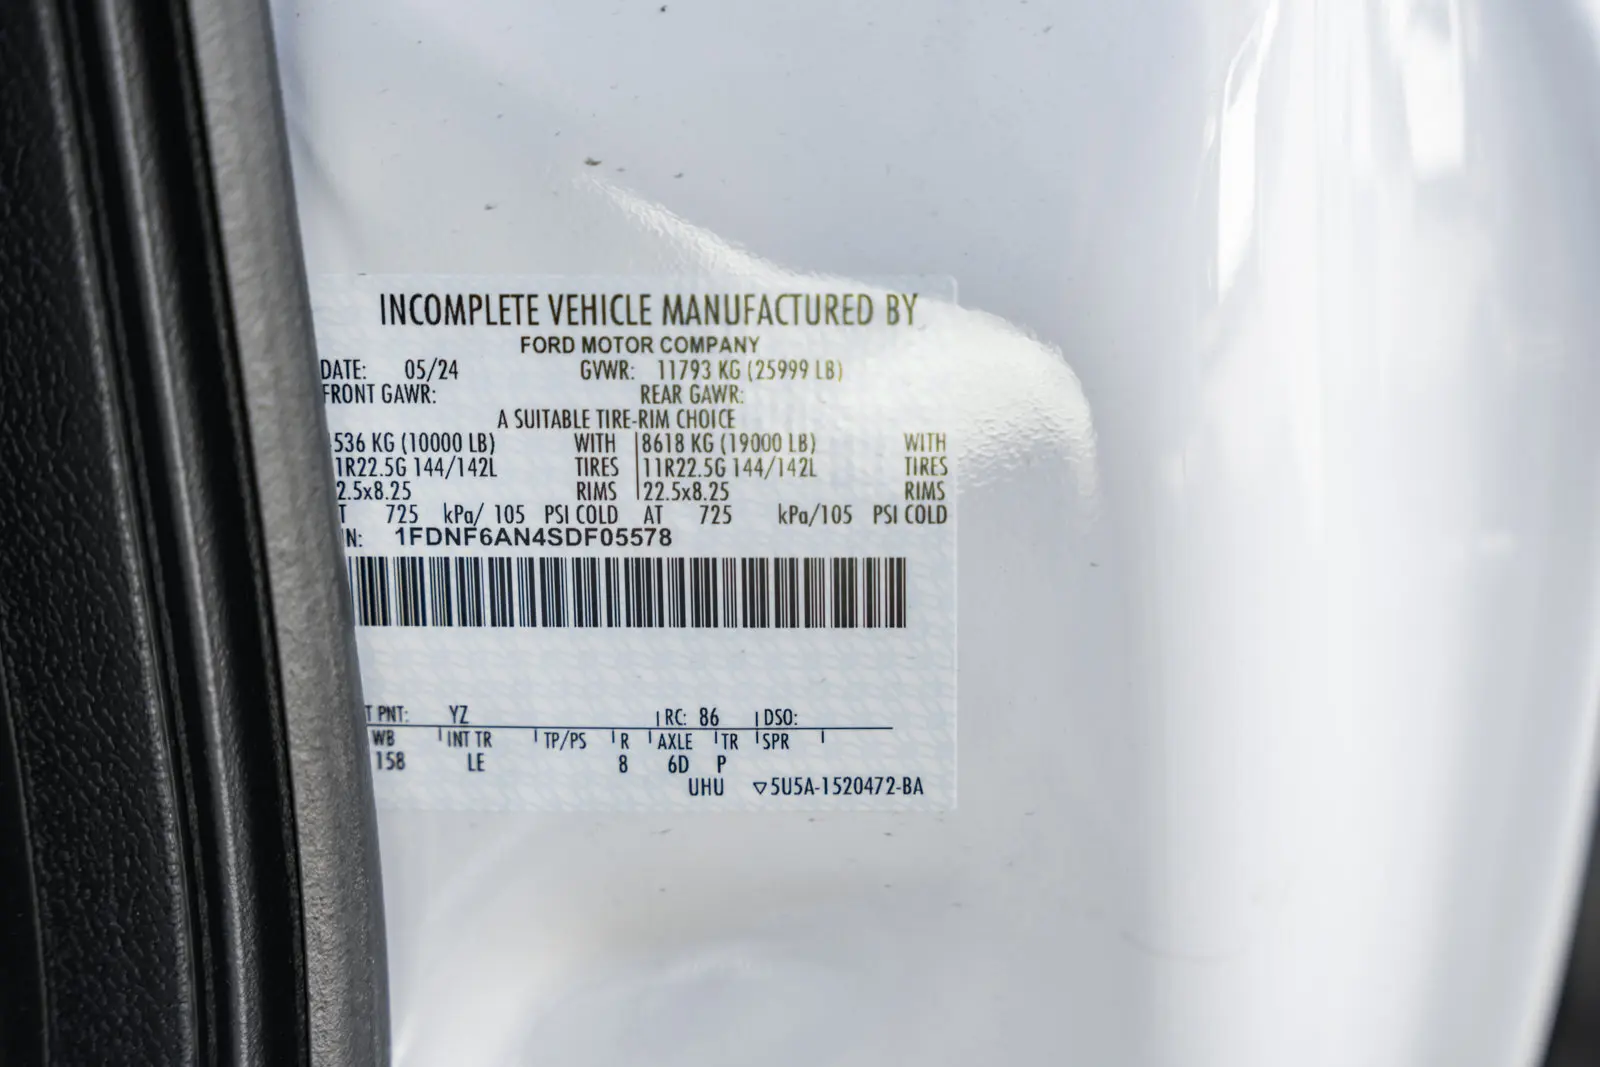 INCOMPLETE VEHICLE MANUFACTURED BY
FORD MOTOR COMPANY
DATE: 05/24 GVWR: 11793 KG (25999 LB)
FRONT GAWR: REAR GAWR:
A SUITABLE TIRE-RIM CHOICE
536 KG (10000 LB) WITH 8618 KG (19000 LB) WITH
1R22.5G 144/142L TIRES 11R22.5G 144/142L TIRES
2.5x8.25 RIMS 22.5x8.25 RIMS
T 725 kPa/ 105 PSI COLD AT 725 kPa/105 PSI COLD
IN: 1FDNF6AN4SDF05578
T PNT: YZ RC: 86 DSO:
WB INT TR TP/PS R AXLE TR SPR
158 LE 8 6D P
UHU ▽5U5A-1520472-BA